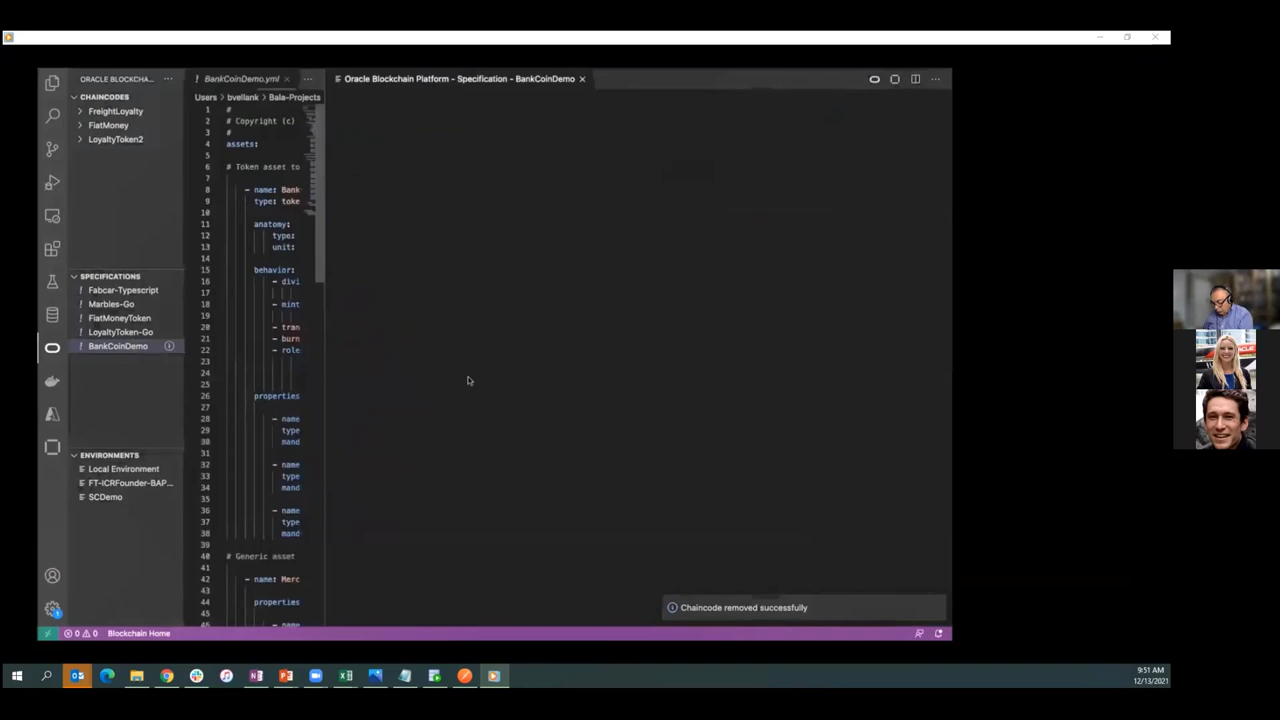 ORACLE BLOCKCHA...
CHAINCODES
FreightLoyalty
FiatMoney
LoyaltyToken2
SPECIFICATIONS
Fabcar-Typescript
Marbles-Go
FiatMoneyToken
LoyaltyToken-Go
BankCoinDemo
ENVIRONMENTS
Local Environment
FT-ICRFounder-BAP...
SCDemo
BankCoinDemo.yml
Users > bvellank > Bala-Projects
1 #
2 # Copyright (c)
3 #
4 assets:
5
6 # Token asset to
7
8 - name: Bank
9 type: toke
10
11 anatomy:
12 type:
13 unit:
14
15 behavior:
16 - divi
17
18 - mint
19
20 - tran
21 - burn
22 - role
23
24
25
26 properties
27
28 - name
29 type
30 mand
31
32 - name
33 type
34 mand
35
36 - name
37 type
38 mand
39
40 # Generic asset
41
42 - name: Merc
43
44 properties
45
46 - name
Oracle Blockchain Platform - Specification - BankCoinDemo
Chaincode removed successfully
0 0 Blockchain Home
9:51 AM
12/13/2021